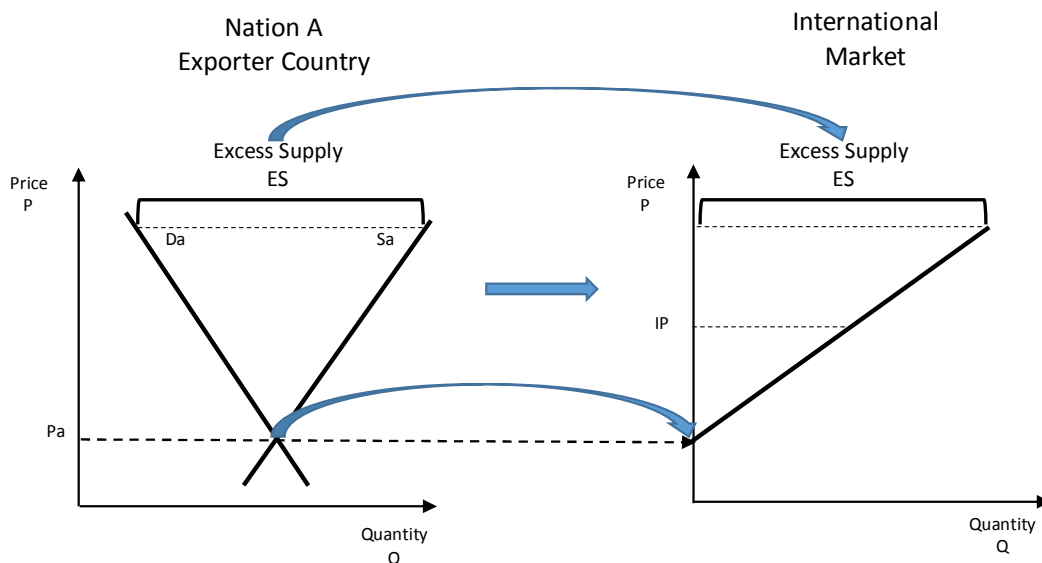 Nation A
Exporter Country
International
Market
Excess Supply
ES
Excess Supply
ES
Price
P
Price
P
Da
Sa
IP
Pa
Quantity
Q
Quantity
Q